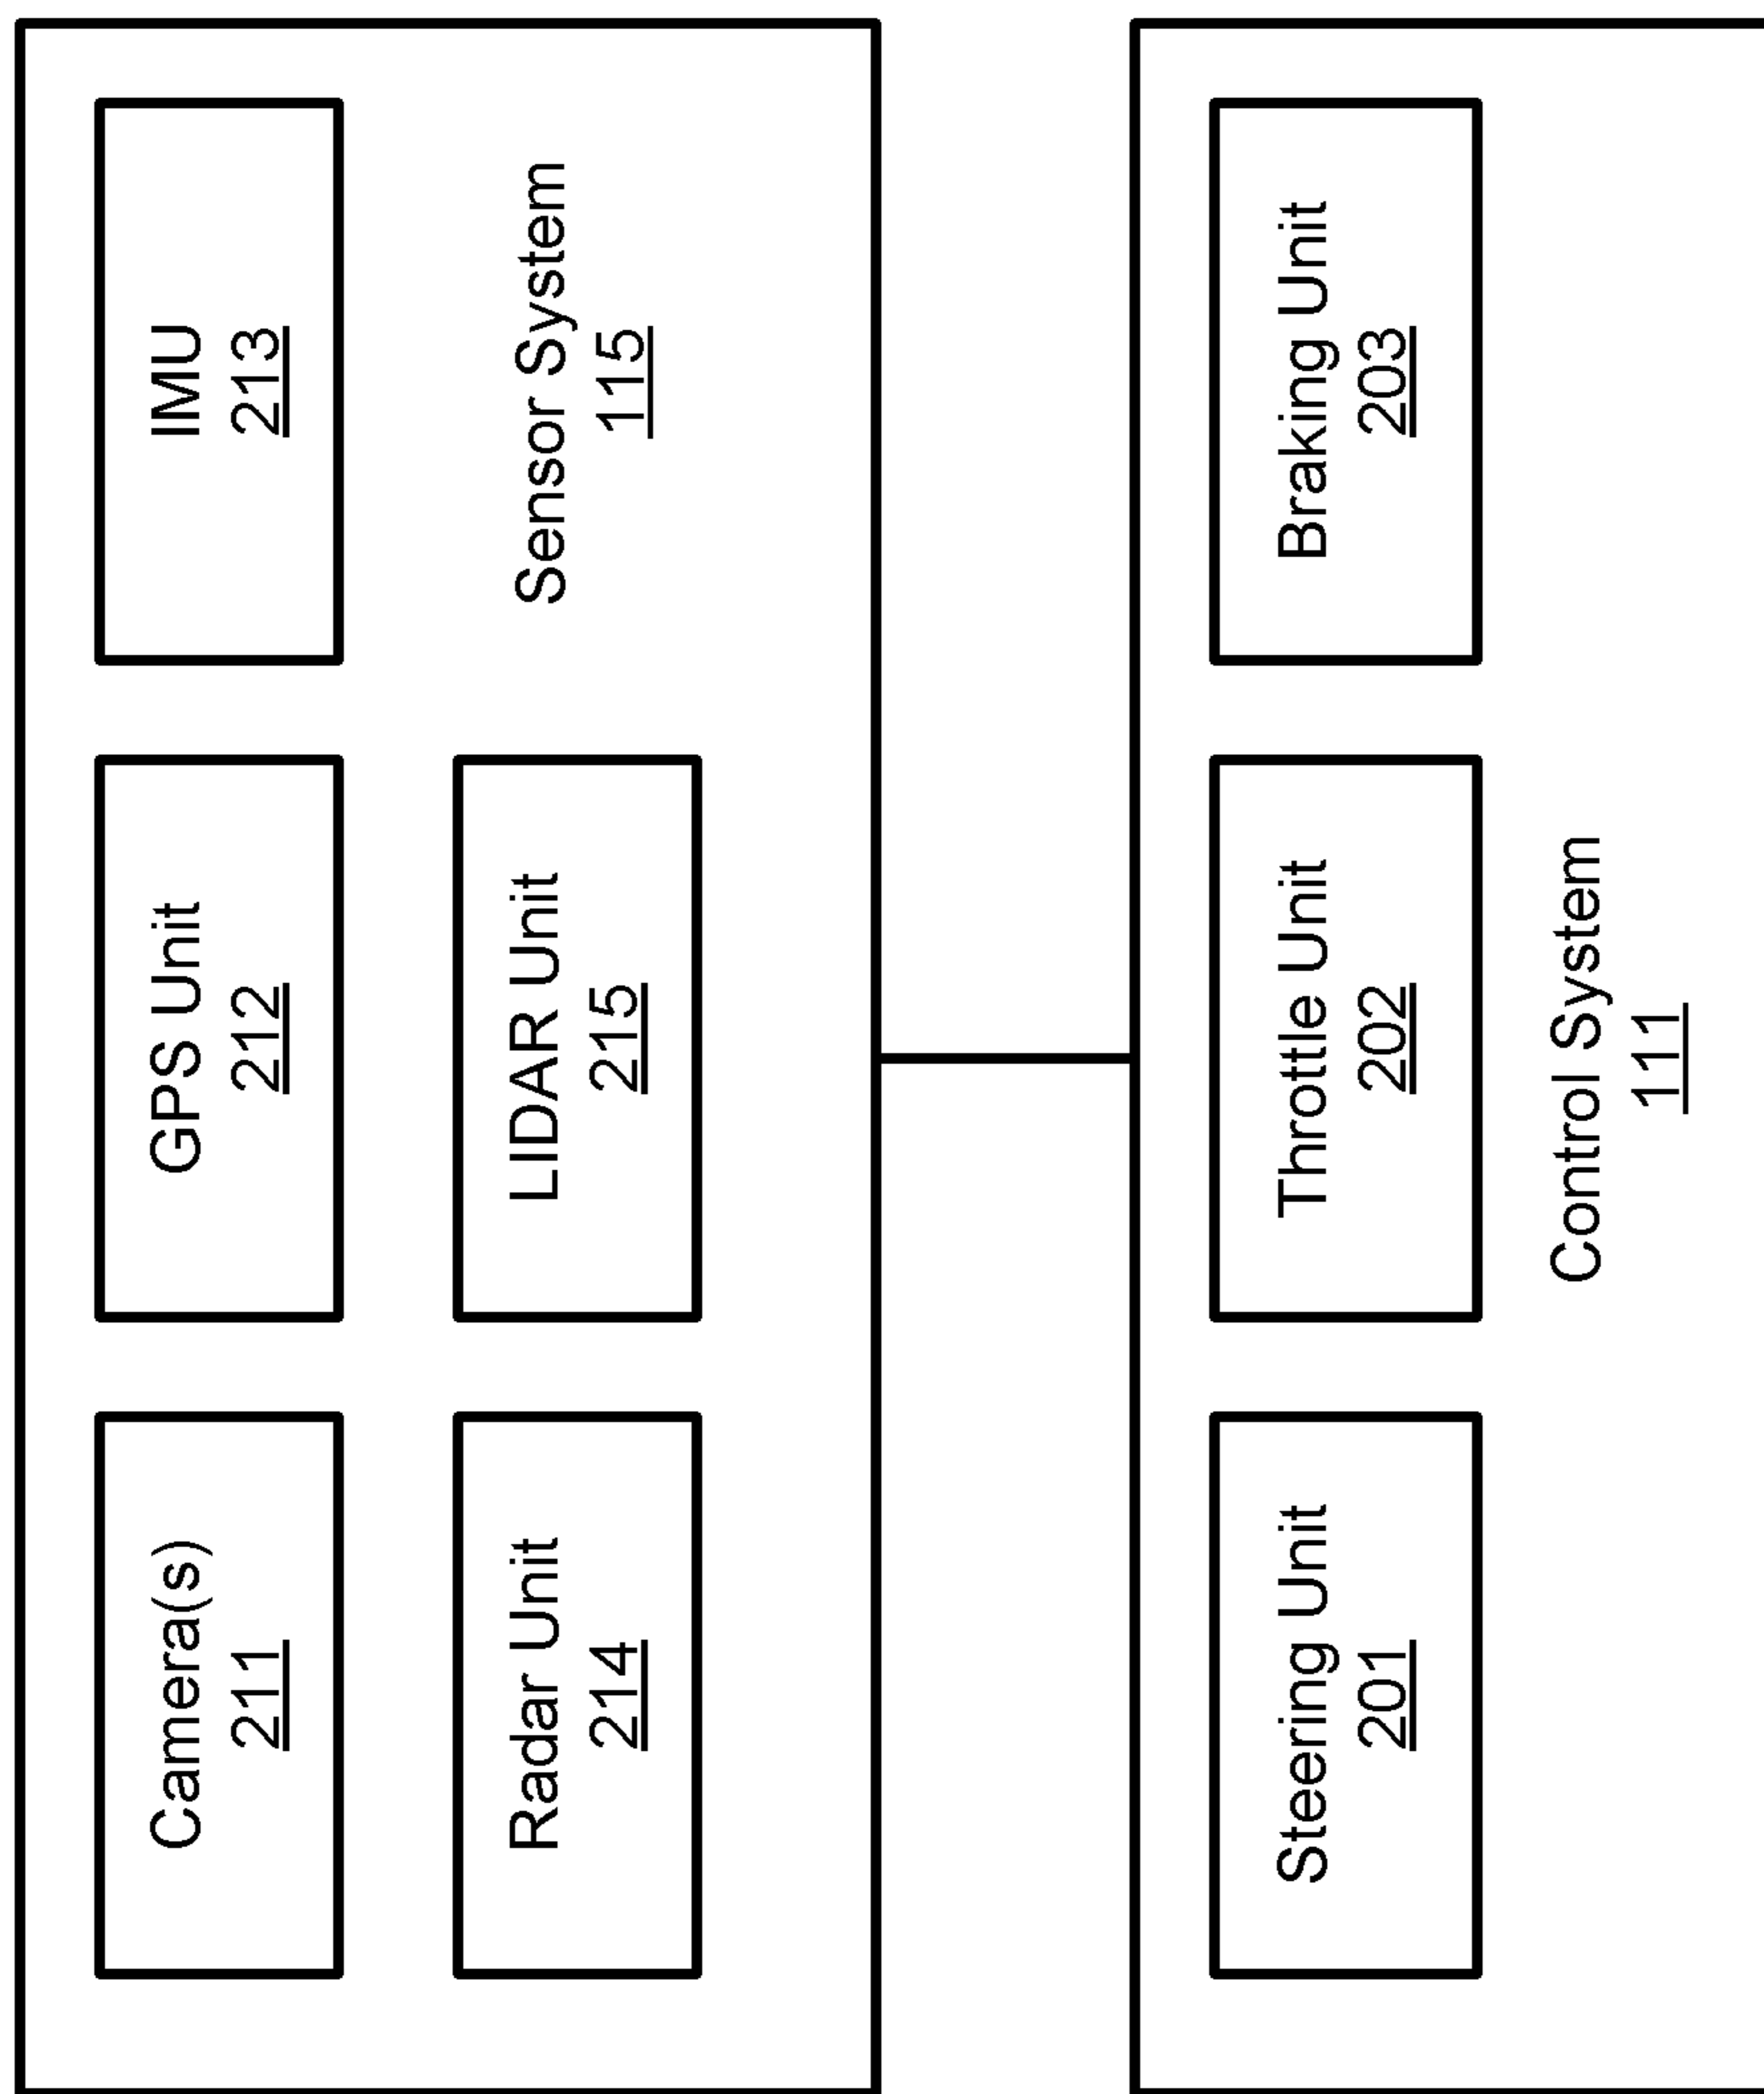 Camera(s)
211
GPS Unit
212
IMU
213
Radar Unit
214
LIDAR Unit
215
Sensor System
115
Steering Unit
201
Throttle Unit
202
Braking Unit
203
Control System
111